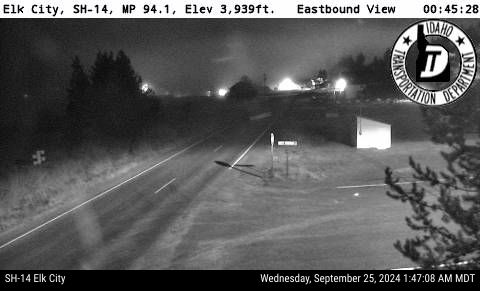 Elk City, SH-14, MP 94.1, Elev 3,939ft. Eastbound View 00:45:28
IDAHO
TRANSPORTATION DEPARTMENT
SH-14 Elk City Wednesday, September 25, 2024 1:47:08 AM MDT